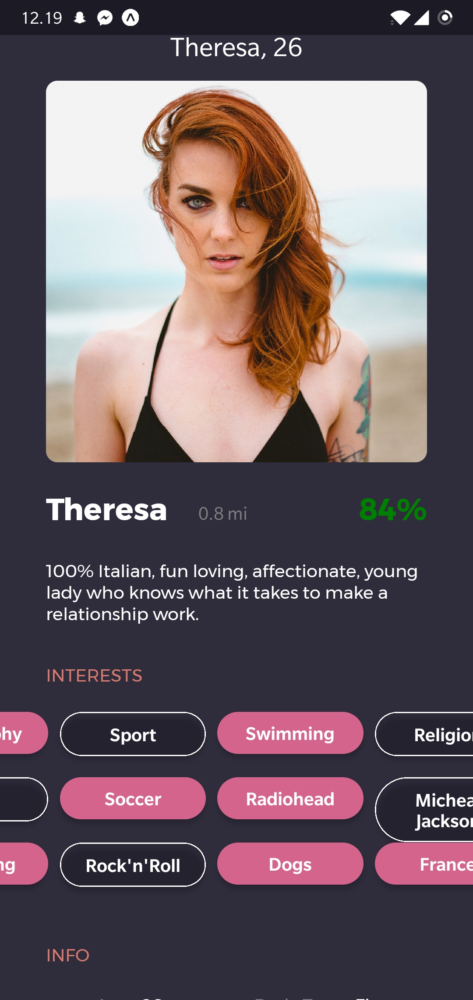 12.19
Theresa, 26
Theresa 0.8 mi 84%
100% Italian, fun loving, affectionate, young
lady who knows what it takes to make a
relationship work.
INTERESTS
hy Sport Swimming Religio
Soccer Radiohead Michea
Jackso
ng Rock'n'Roll Dogs France
INFO